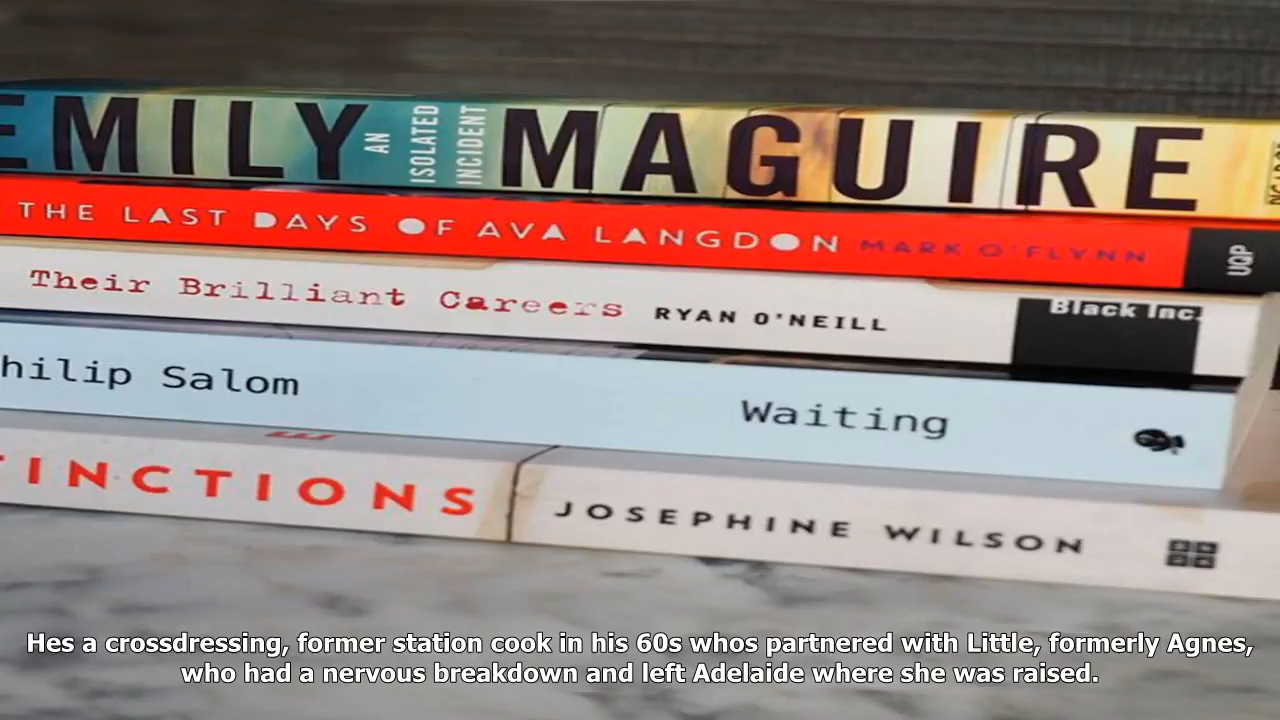 EMILY AN ISOLATED INCIDENT MAGUIRE
THE LAST DAYS OF AVA LANGDON MARK O'FLYNN UQP
Their Brilliant Careers RYAN O'NEILL Black Inc.
hilip Salom Waiting
TINCTIONS JOSEPHINE WILSON
Hes a crossdressing, former station cook in his 60s whos partnered with Little, formerly Agnes,
who had a nervous breakdown and left Adelaide where she was raised.